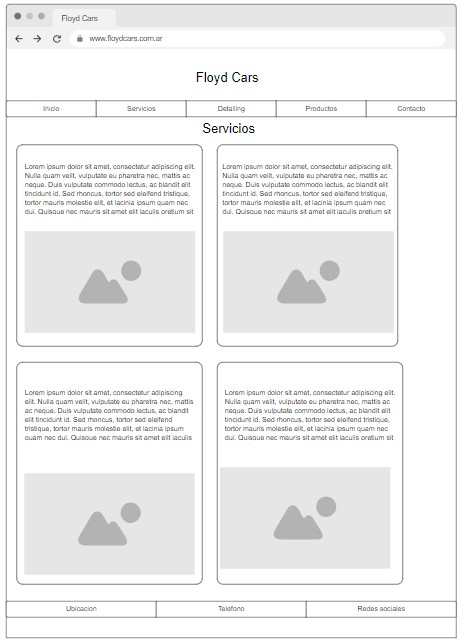 Floyd Cars
www.floydcars.com.ar
Floyd Cars
Inicio Servicios Detailing Productos Contacto
Servicios
Lorem ipsum dolor sit amet, consectetur adipiscing elit.
Nulla quam velit, vulputate eu pharetra nec, mattis ac
neque. Duis vulputate commodo lectus, ac blandit elit
tincidunt id. Sed rhoncus, tortor sed eleifend tristique,
tortor mauris molestie elit, et lacinia ipsum quam nec
dui. Quisque nec mauris sit amet elit iaculis pretium sit
Lorem ipsum dolor sit amet, consectetur adipiscing elit.
Nulla quam velit, vulputate eu pharetra nec, mattis ac
neque. Duis vulputate commodo lectus, ac blandit elit
tincidunt id. Sed rhoncus, tortor sed eleifend tristique,
tortor mauris molestie elit, et lacinia ipsum quam nec
dui. Quisque nec mauris sit amet elit iaculis pretium sit
Lorem ipsum dolor sit amet, consectetur adipiscing
elit. Nulla quam velit, vulputate eu pharetra nec, mattis
ac neque. Duis vulputate commodo lectus, ac blandit
elit tincidunt id. Sed rhoncus, tortor sed eleifend
tristique, tortor mauris molestie elit, et lacinia ipsum
quam nec dui. Quisque nec mauris sit amet elit iaculis
Lorem ipsum dolor sit amet, consectetur adipiscing elit.
Nulla quam velit, vulputate eu pharetra nec, mattis ac
neque. Duis vulputate commodo lectus, ac blandit elit
tincidunt id. Sed rhoncus, tortor sed eleifend tristique,
tortor mauris molestie elit, et lacinia ipsum quam nec
dui. Quisque nec mauris sit amet elit iaculis pretium sit
Ubicacion Telefono Redes sociales